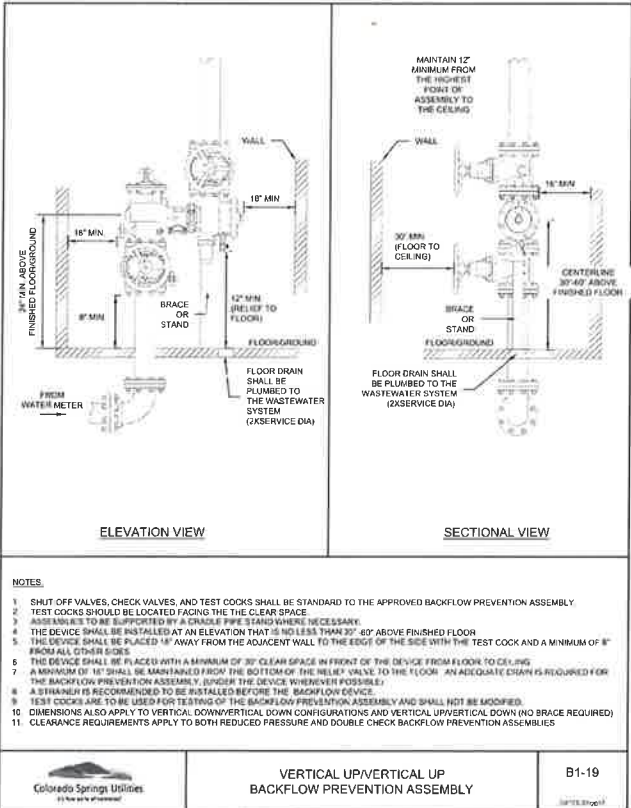 MAINTAIN 12"
MINIMUM FROM
THE HIGHEST
POINT OF
ASSEMBLY TO
THE CEILING
WALL
18" MIN
16" MIN.
24" MIN. ABOVE
FINISHED FLOOR/GROUND
8" MIN
BRACE
OR
STAND
12" MIN
(RELIEF TO
FLOOR)
FLOOR/GROUND
FROM
WATER METER
FLOOR DRAIN
SHALL BE
PLUMBED TO
THE WASTEWATER
SYSTEM
(2XSERVICE DIA)
ELEVATION VIEW
WALL
16" MIN
30" MIN
(FLOOR TO
CEILING)
CENTERLINE
30"-60" ABOVE
FINISHED FLOOR
BRACE
OR
STAND
FLOOR/GROUND
FLOOR DRAIN SHALL
BE PLUMBED TO THE
WASTEWATER SYSTEM
(2XSERVICE DIA)
SECTIONAL VIEW
NOTES:
1 SHUT OFF VALVES, CHECK VALVES, AND TEST COCKS SHALL BE STANDARD TO THE APPROVED BACKFLOW PREVENTION ASSEMBLY.
2 TEST COCKS SHOULD BE LOCATED FACING THE THE CLEAR SPACE.
3 ASSEMBLIES TO BE SUPPORTED BY A CRADLE PIPE STAND WHERE NECESSARY.
4 THE DEVICE SHALL BE INSTALLED AT AN ELEVATION THAT IS NO LESS THAN 30"-60" ABOVE FINISHED FLOOR
5 THE DEVICE SHALL BE PLACED 18" AWAY FROM THE ADJACENT WALL TO THE EDGE OF THE SIDE WITH THE TEST COCK AND A MINIMUM OF 8"
FROM ALL OTHER SIDES
6 THE DEVICE SHALL BE PLACED WITH A MINIMUM OF 30" CLEAR SPACE IN FRONT OF THE DEVICE FROM FLOOR TO CEILING
7 A MINIMUM OF 16" SHALL BE MAINTAINED FROM THE BOTTOM OF THE RELIEF VALVE TO THE FLOOR. AN ADEQUATE DRAIN IS REQUIRED FOR
THE BACKFLOW PREVENTION ASSEMBLY, (UNDER THE DEVICE WHENEVER POSSIBLE)
8 A STRAINER IS RECOMMENDED TO BE INSTALLED BEFORE THE BACKFLOW DEVICE.
9 TEST COCKS ARE TO BE USED FOR TESTING OF THE BACKFLOW PREVENTION ASSEMBLY AND SHALL NOT BE MODIFIED.
10 DIMENSIONS ALSO APPLY TO VERTICAL DOWN/VERTICAL DOWN CONFIGURATIONS AND VERTICAL UP/VERTICAL DOWN (NO BRACE REQUIRED)
11 CLEARANCE REQUIREMENTS APPLY TO BOTH REDUCED PRESSURE AND DOUBLE CHECK BACKFLOW PREVENTION ASSEMBLIES
Colorado Springs Utilities
VERTICAL UP/VERTICAL UP
BACKFLOW PREVENTION ASSEMBLY
B1-19